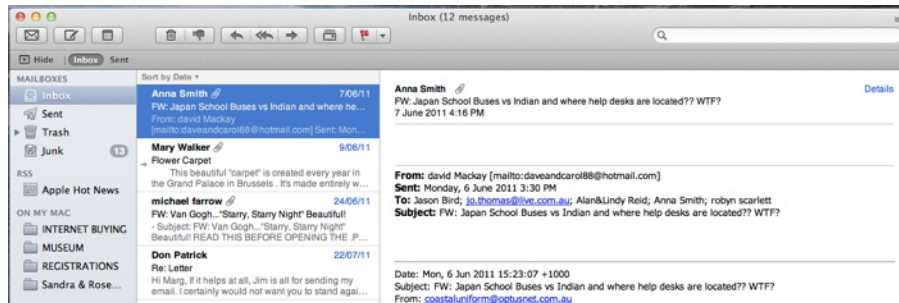 Inbox (12 messages)
Hide Inbox Sent
MAILBOXES
Inbox
Sent
Trash
Junk 13
RSS
Apple Hot News
ON MY MAC
INTERNET BUYING
MUSEUM
REGISTRATIONS
Sandra & Rose...
Sort by Date
Anna Smith 7/06/11
FW: Japan School Buses vs Indian and where he...
From: david Mackay
[mailto:daveandcarol88@hotmail.com] Sent: Mon...
Mary Walker 9/06/11
Flower Carpet
This beautiful "carpet" is created every year in
the Grand Palace in Brussels . It's made entirely w...
michael farrow 24/06/11
FW: Van Gogh..."Starry, Starry Night" Beautiful!
- Subject: FW: Van Gogh..."Starry, Starry Night"
Beautiful! READ THIS BEFORE OPENING THE .P...
Don Patrick 22/07/11
Re: Letter
Hi Marg, If it helps at all, Jim is all for sending my
email. I certainly would not want you to stand agai...
Anna Smith Details
FW: Japan School Buses vs Indian and where help desks are located?? WTF?
7 June 2011 4:16 PM
From: david Mackay [mailto:daveandcarol88@hotmail.com]
Sent: Monday, 6 June 2011 3:30 PM
To: Jason Bird; jo.thomas@live.com.au; Alan&Lindy Reid; Anna Smith; robyn scarlett
Subject: FW: Japan School Buses vs Indian and where help desks are located?? WTF?
Date: Mon, 6 Jun 2011 15:23:07 +1000
Subject: FW: Japan School Buses vs Indian and where help desks are located?? WTF?
From: coastaluniform@optusnet.com.au